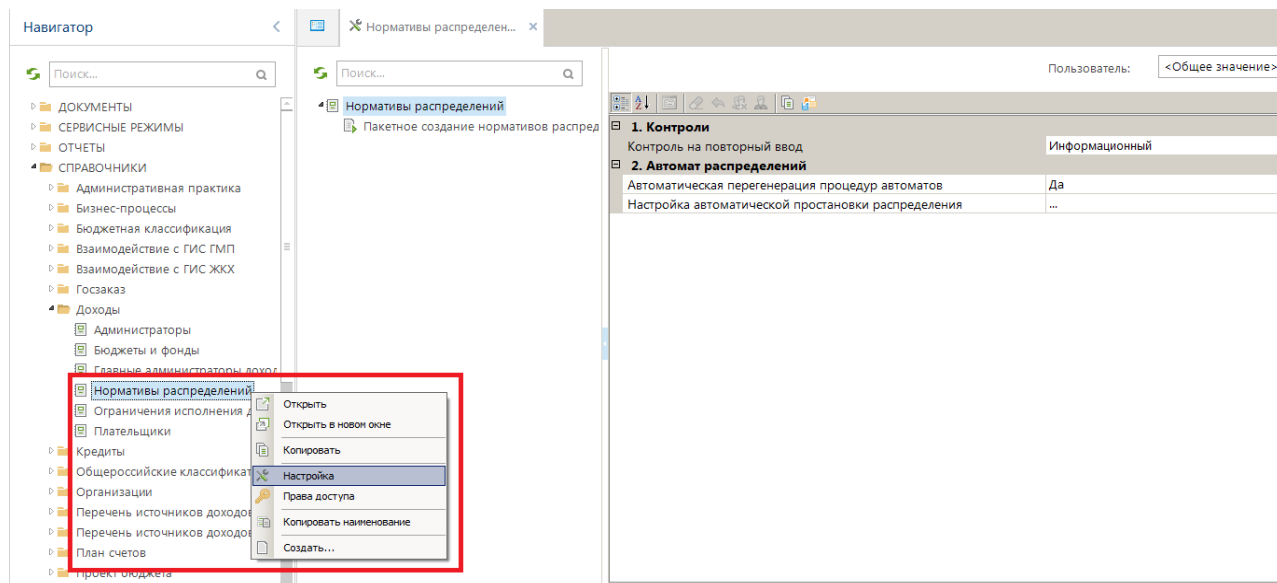 Навигатор
Нормативы распределен...
Поиск...
Поиск...
Пользователь:
<Общее значение>
ДОКУМЕНТЫ
СЕРВИСНЫЕ РЕЖИМЫ
ОТЧЕТЫ
СПРАВОЧНИКИ
Административная практика
Бизнес-процессы
Бюджетная классификация
Взаимодействие с ГИС ГМП
Взаимодействие с ГИС ЖКХ
Госзаказ
Доходы
Администраторы
Бюджеты и фонды
Главные администраторы доход
Нормативы распределений
Ограничения исполнения д
Плательщики
Кредиты
Общероссийские классификат
Организации
Перечень источников доходов
Перечень источников доходов
План счетов
Проект бюджета
Открыть
Открыть в новом окне
Копировать
Настройка
Права доступа
Копировать наименование
Создать...
Нормативы распределений
Пакетное создание нормативов распред
1. Контроли
Контроль на повторный ввод
Информационный
2. Автомат распределений
Автоматическая перегенерация процедур автоматов
Да
Настройка автоматической простановки распределения
...